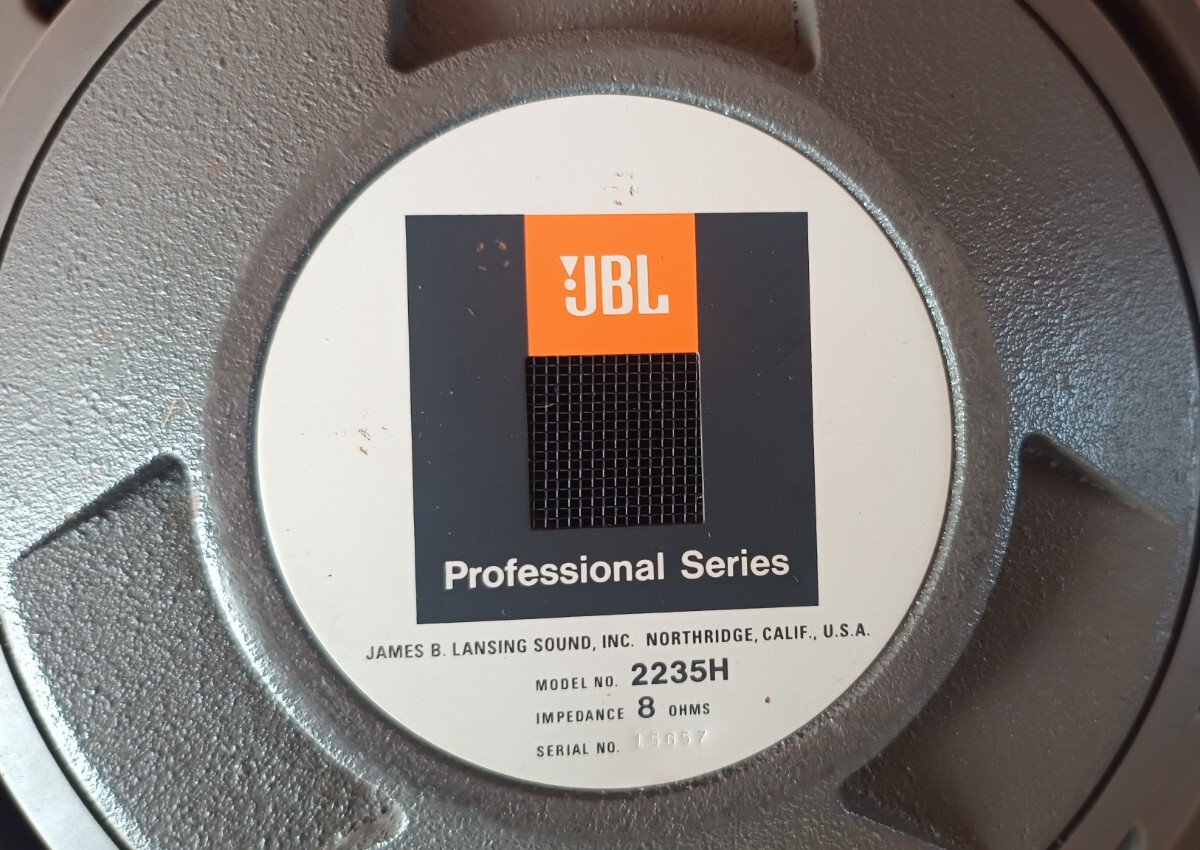 JBL
Professional Series
JAMES B. LANSING SOUND, INC. NORTHRIDGE, CALIF., U.S.A.
MODEL NO. 2235H
IMPEDANCE 8 OHMS
SERIAL NO.